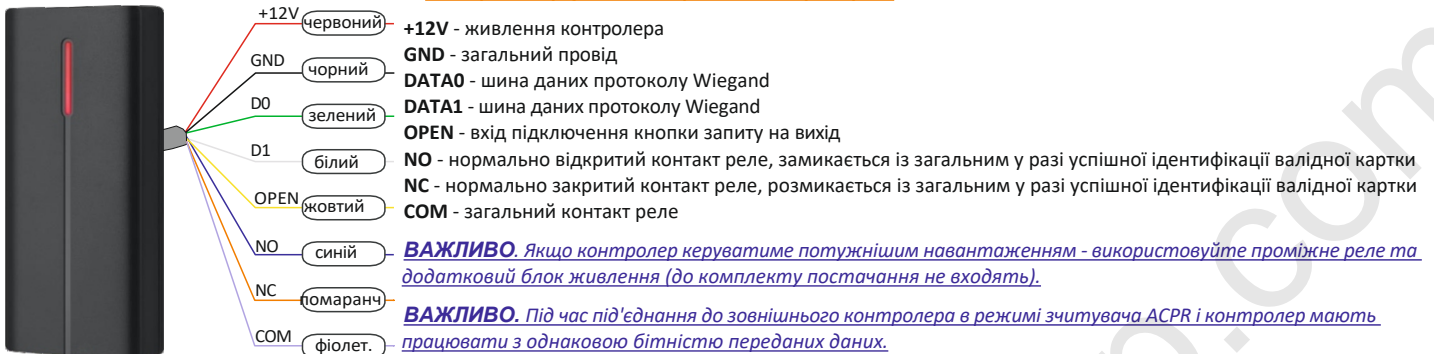 +12V червоний
GND чорний
D0 зелений
D1 білий
OPEN жовтий
NO синій
NC помаранч
COM фіолет.
+12V - живлення контролера
GND - загальний провід
DATA0 - шина даних протоколу Wiegand
DATA1 - шина даних протоколу Wiegand
OPEN - вхід підключення кнопки запиту на вихід
NO - нормально відкритий контакт реле, замикається із загальним у разі успішної ідентифікації валідної картки
NC - нормально закритий контакт реле, розмикається із загальним у разі успішної ідентифікації валідної картки
COM - загальний контакт реле
ВАЖЛИВО. Якщо контролер керуватиме потужнішим навантаженням - використовуйте проміжне реле та
додатковий блок живлення (до комплекту постачання не входять).
ВАЖЛИВО. Під час під'єднання до зовнішнього контролера в режимі зчитувача ACPR і контролер мають
працювати з однаковою бітністю переданих даних.